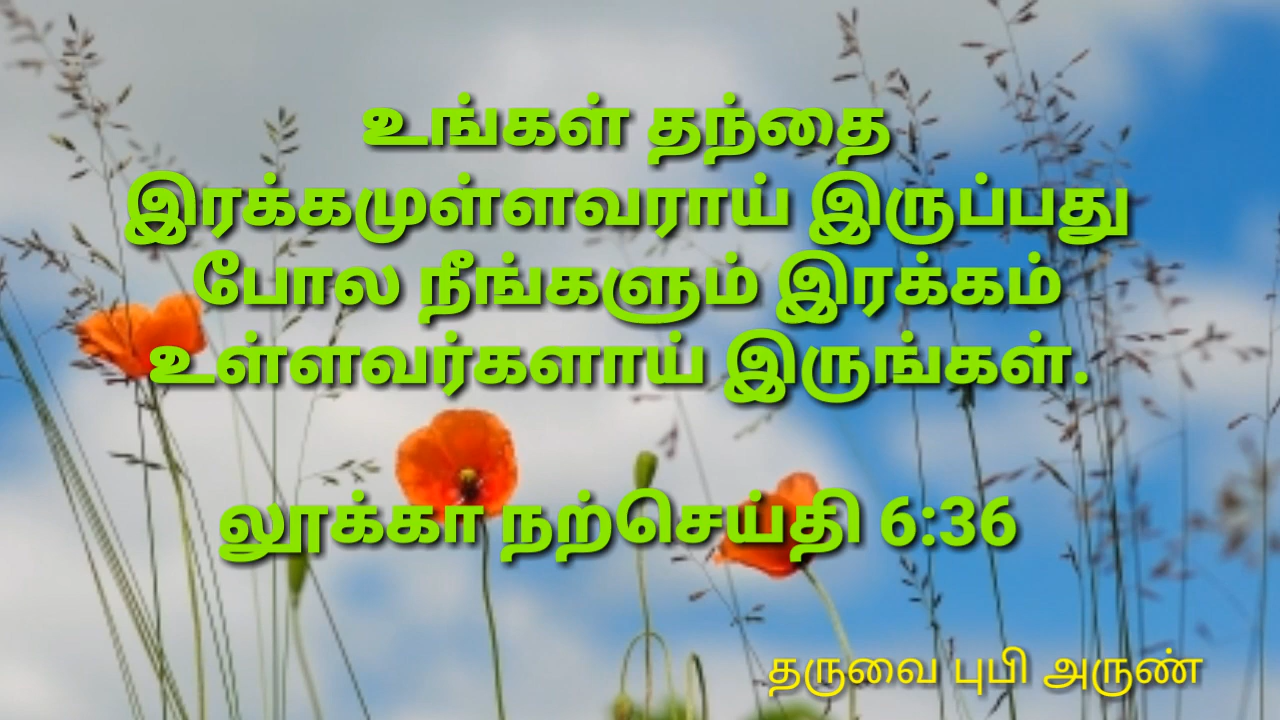 உங்கள் தந்தை
இரக்கமுள்ளவராய் இருப்பது
போல நீங்களும் இரக்கம்
உள்ளவர்களாய் இருங்கள்.
லூக்கா நற்செய்தி 6:36
தருவை புபி அருண்